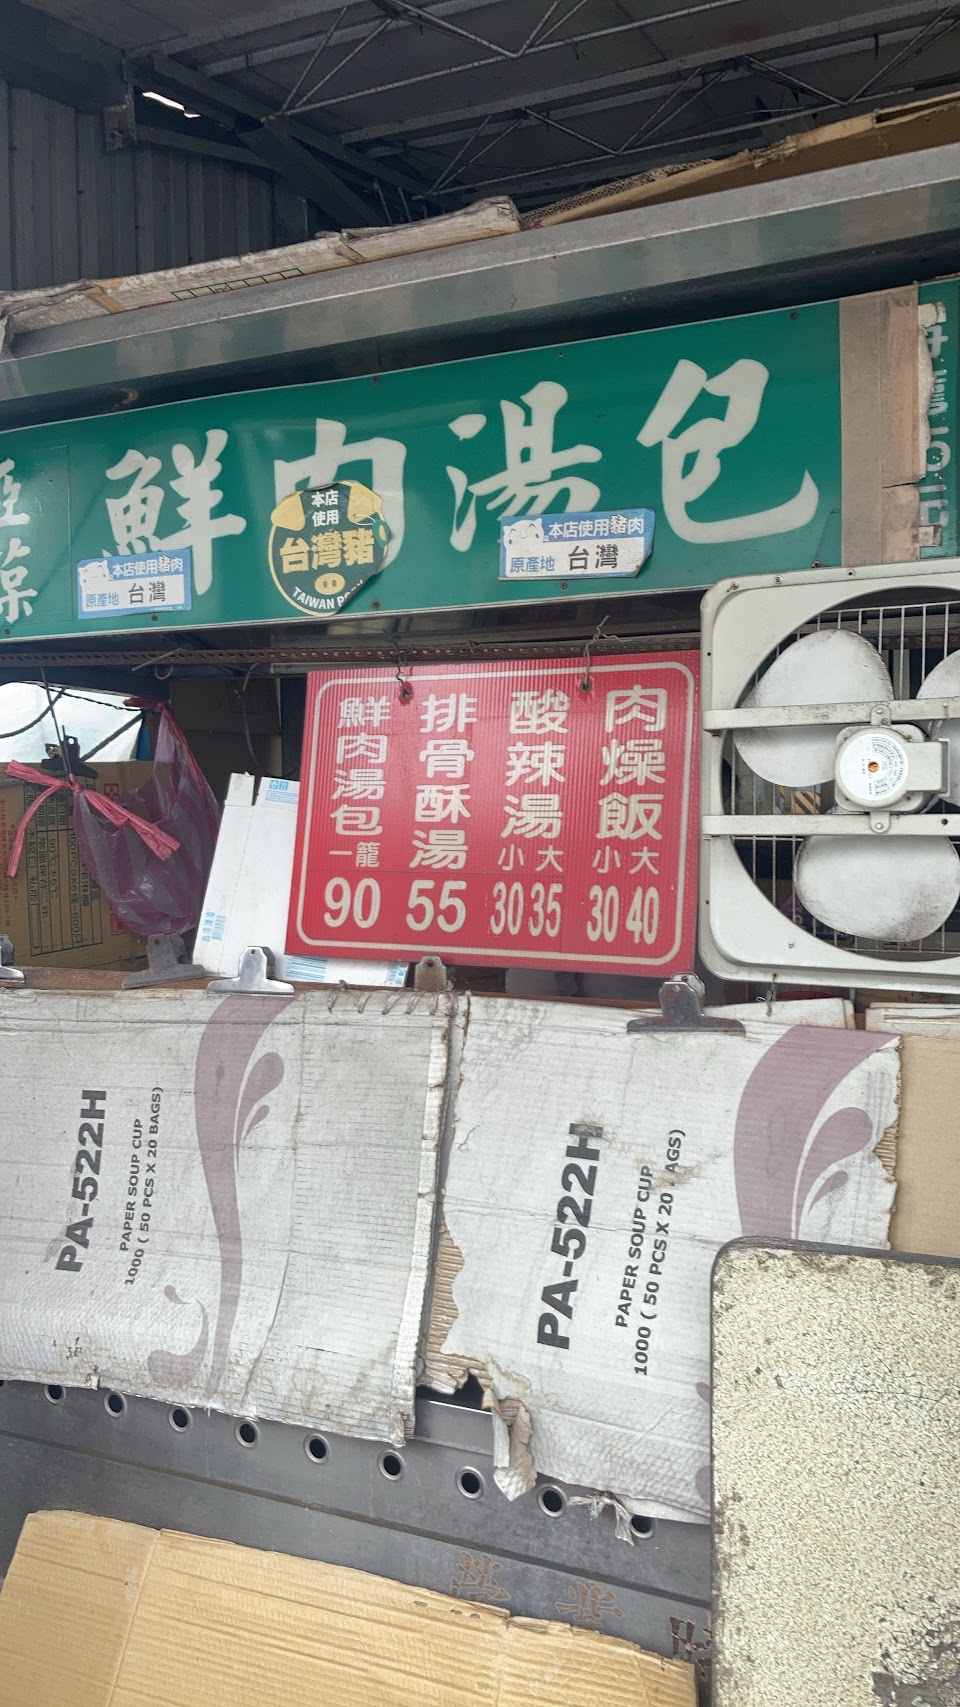 鮮肉湯包
本店
使用
台灣豬
本店使用豬肉
原產地 台灣
本店使用豬肉
原產地 台灣
肉燥飯
小 大
30 40
酸辣湯
小 大
30 35
排骨酥湯
55
鮮肉湯包
一籠
90
PA-522H
PAPER SOUP CUP
1000 ( 50 PCS X 20 BAGS)
PA-522H
PAPER SOUP CUP
1000 ( 50 PCS X 20 AGS)